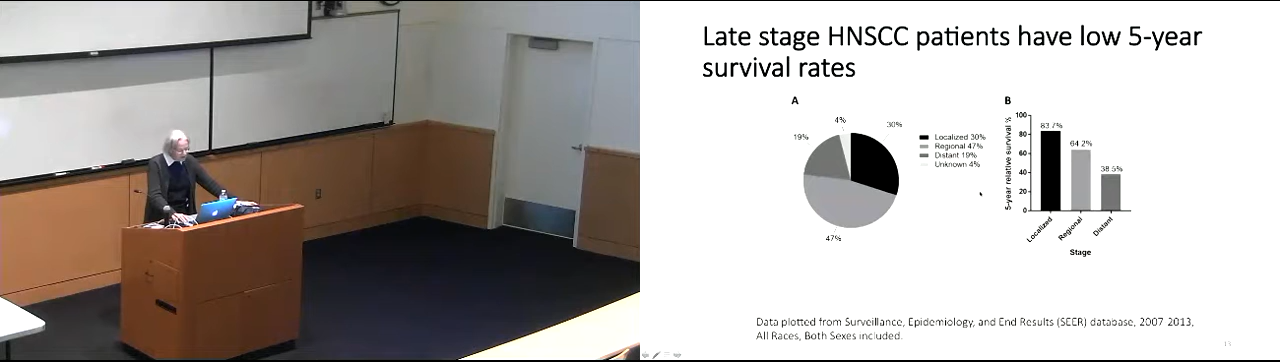 Late stage HNSCC patients have low 5-year
survival rates
A
4%
30%
19%
47%
Localized 30%
Regional 47%
Distant 19%
Unknown 4%
B
5-year relative survival %
100
80
60
40
20
0
83.7%
64.2%
38.5%
Localized
Regional
Distant
Stage
Data plotted from Surveillance, Epidemiology, and End Results (SEER) database, 2007-2013,
All Races, Both Sexes included.
13